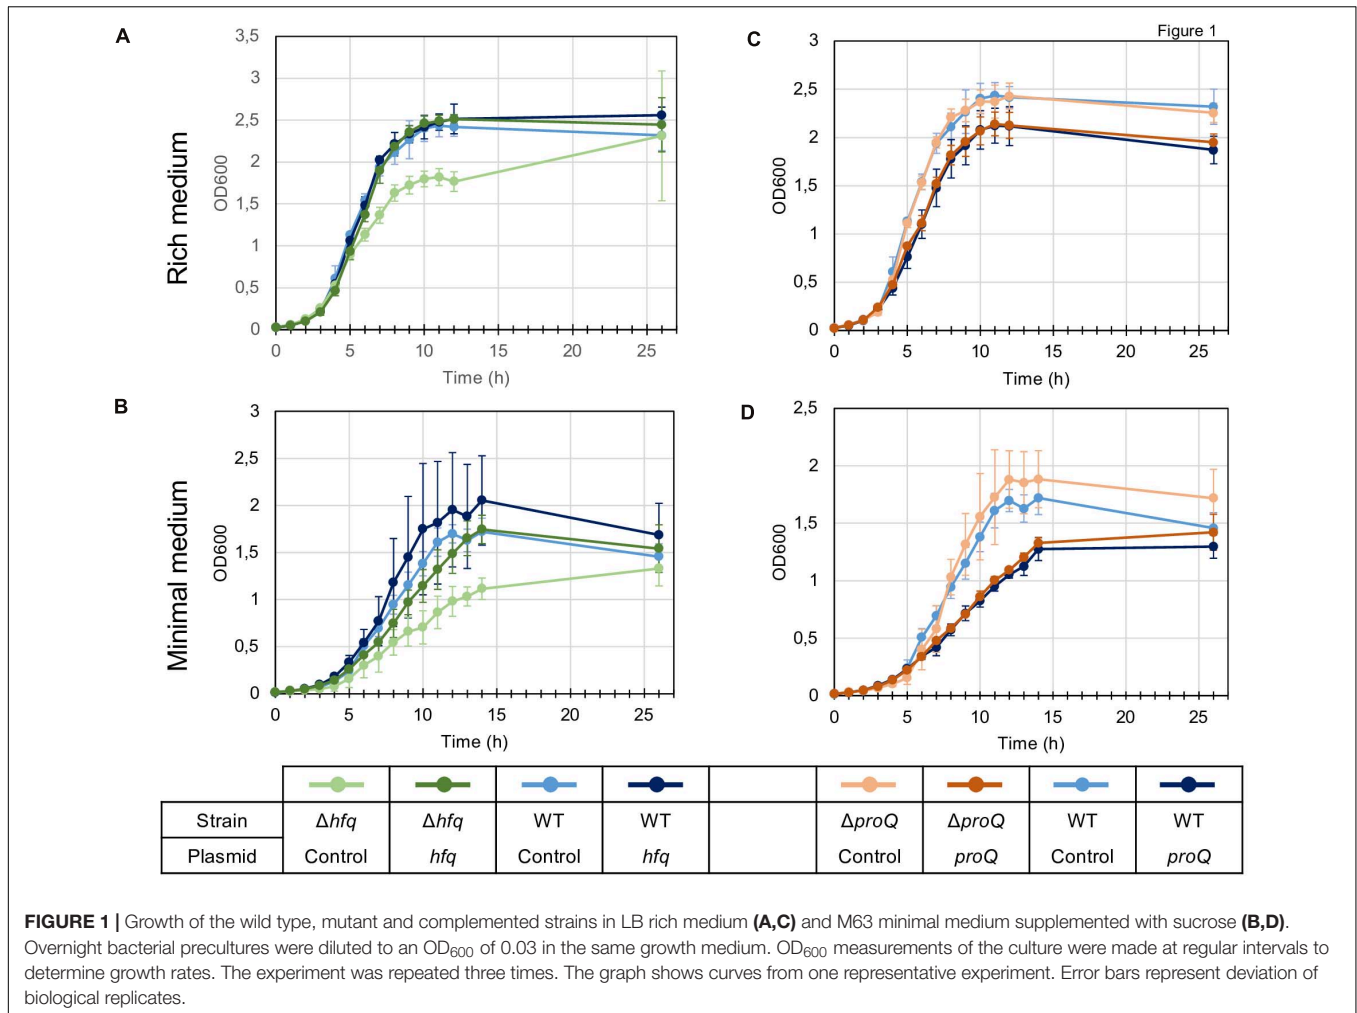 Figure 1
A
3,5
3
2,5
2
1,5
1
0,5
0
OD600
Rich medium
0 5 10 15 20 25
Time (h)
C
3
2,5
2
1,5
1
0,5
0
OD600
0 5 10 15 20 25
Time (h)
B
3
2,5
2
1,5
1
0,5
0
OD600
Minimal medium
0 5 10 15 20 25
Time (h)
D
2,5
2
1,5
1
0,5
0
OD600
0 5 10 15 20 25
Time (h)
Strain Δhfq Δhfq WT WT ΔproQ ΔproQ WT WT
Plasmid Control hfq Control hfq Control proQ Control proQ
FIGURE 1 | Growth of the wild type, mutant and complemented strains in LB rich medium (A,C) and M63 minimal medium supplemented with sucrose (B,D).
Overnight bacterial precultures were diluted to an OD600 of 0.03 in the same growth medium. OD600 measurements of the culture were made at regular intervals to
determine growth rates. The experiment was repeated three times. The graph shows curves from one representative experiment. Error bars represent deviation of
biological replicates.